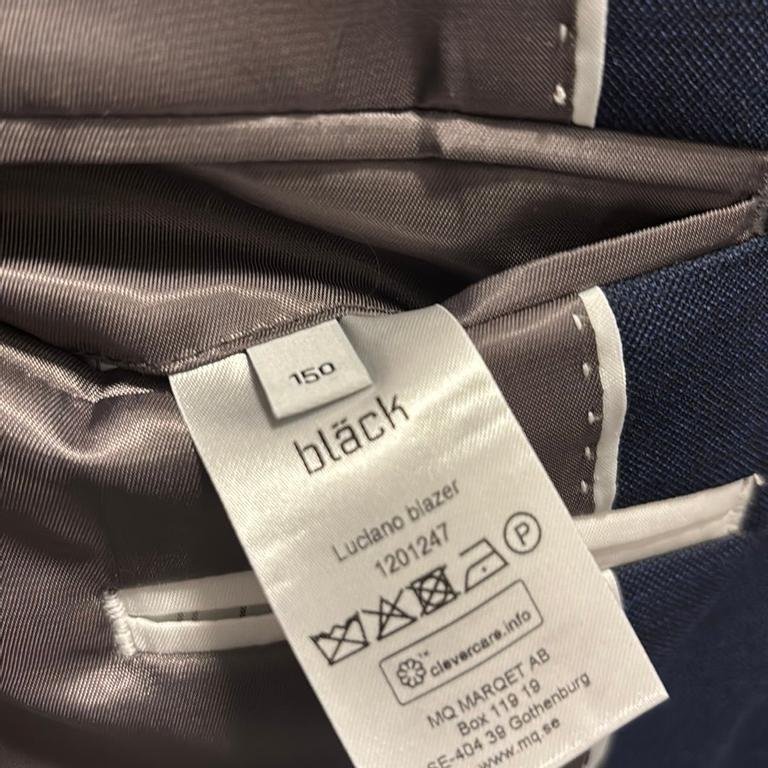 150
bläck
Luciano blazer
1201247
P
clevercare.info
™
MQ MARQET AB
Box 119 19
SE-404 39 Gothenburg
www.mq.se